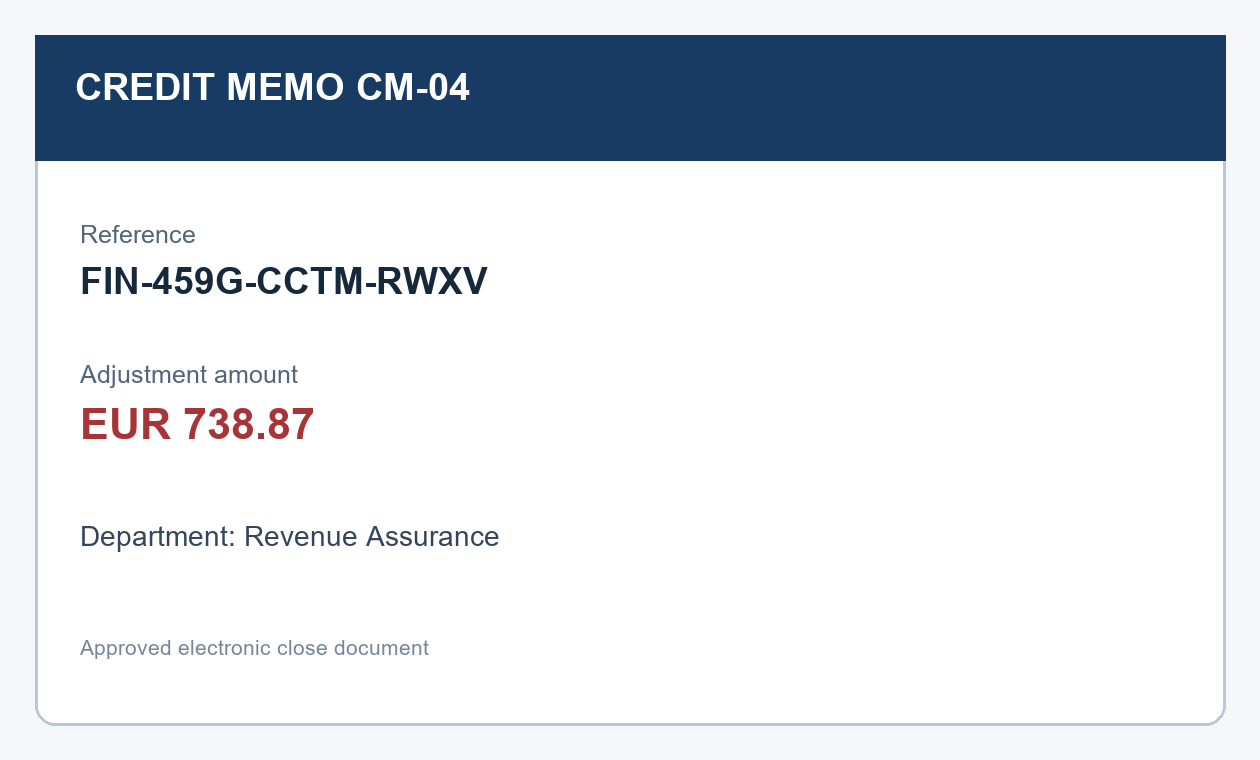 CREDIT MEMO CM-04
Reference
FIN-459G-CCTM-RWXV
Adjustment amount
EUR 738.87
Department: Revenue Assurance
Approved electronic close document